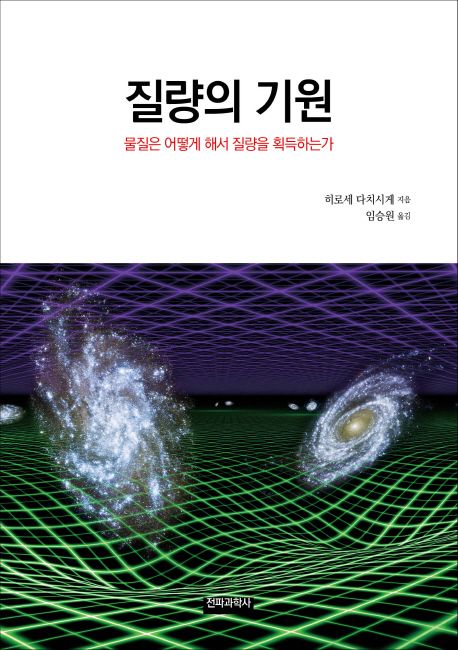 질량의 기원
물질은 어떻게 해서 질량을 획득하는가
히로세 다치시게 지음
임승원 옮김
전파과학사